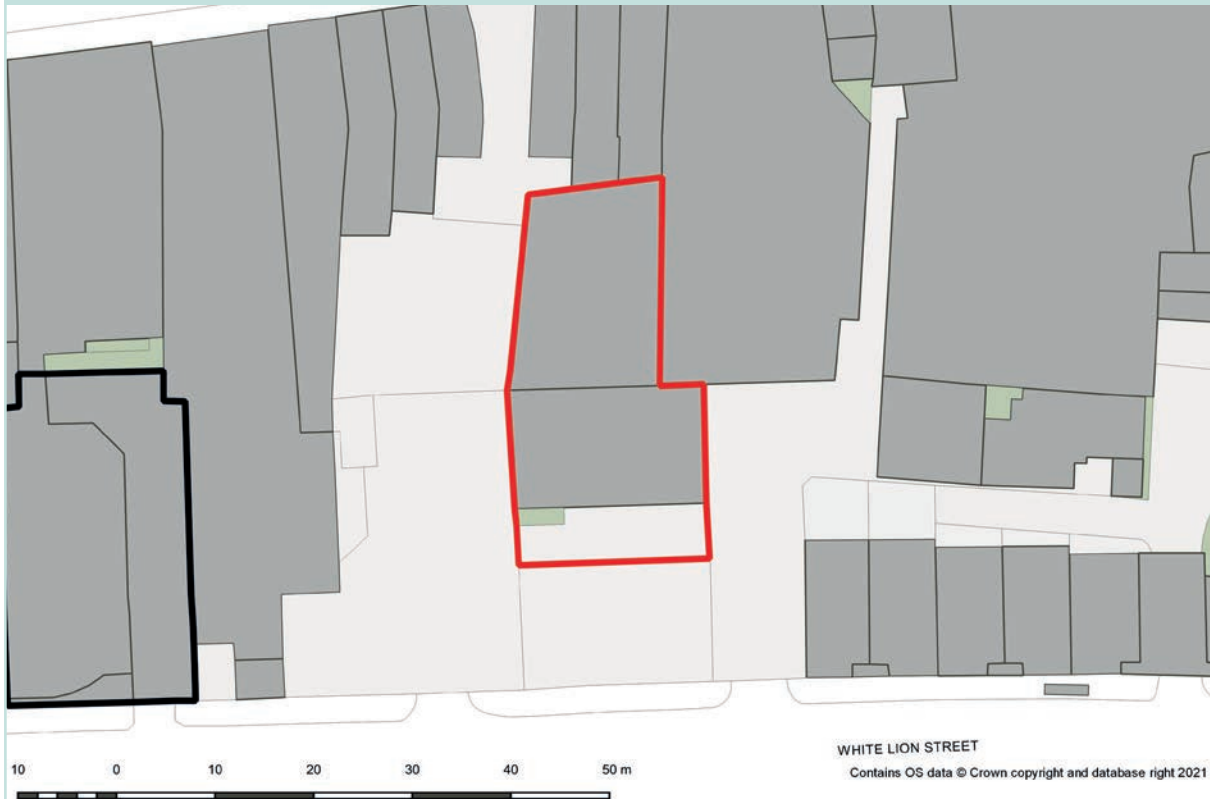 WHITE LION STREET
10 0 10 20 30 40 50 m
Contains OS data © Crown copyright and database right 2021